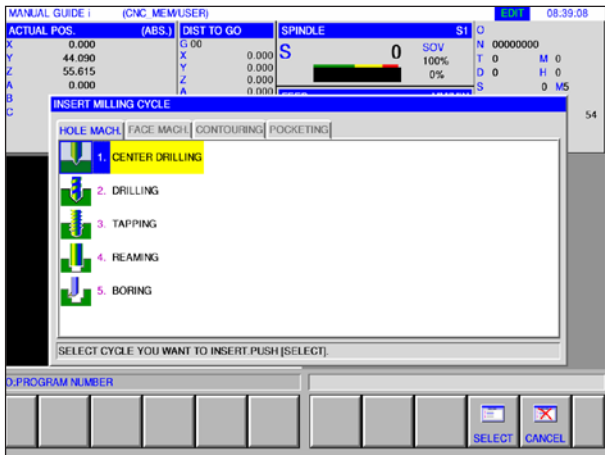 MANUAL GUIDE i (CNC_MEM/USER) EDIT 08:39:08
ACTUAL POS. (ABS.) DIST TO GO SPINDLE S1 O
X 0.000 G 00 S 0 SOV N 00000000
Y 44.090 X 0.000 100% T 0 M 0
Z 55.615 Y 0.000 0% D 0 H 0
A 0.000 Z 0.000 S 0 M5
B A 0.000
C 54
INSERT MILLING CYCLE
HOLE MACH. FACE MACH. CONTOURING POCKETING
1. CENTER DRILLING
2. DRILLING
3. TAPPING
4. REAMING
5. BORING
SELECT CYCLE YOU WANT TO INSERT.PUSH [SELECT].
O:PROGRAM NUMBER
SELECT CANCEL